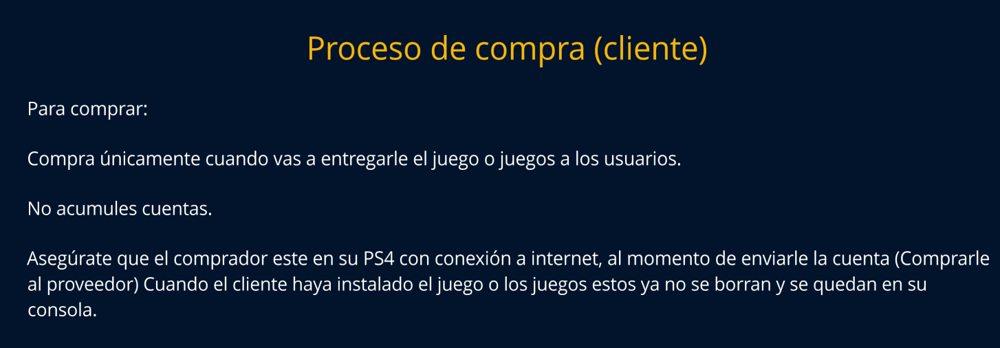 Proceso de compra (cliente)
Para comprar:
Compra únicamente cuando vas a entregarle el juego o juegos a los usuarios.
No acumules cuentas.
Asegúrate que el comprador este en su PS4 con conexión a internet, al momento de enviarle la cuenta (Comprarle
al proveedor) Cuando el cliente haya instalado el juego o los juegos estos ya no se borran y se quedan en su
consola.